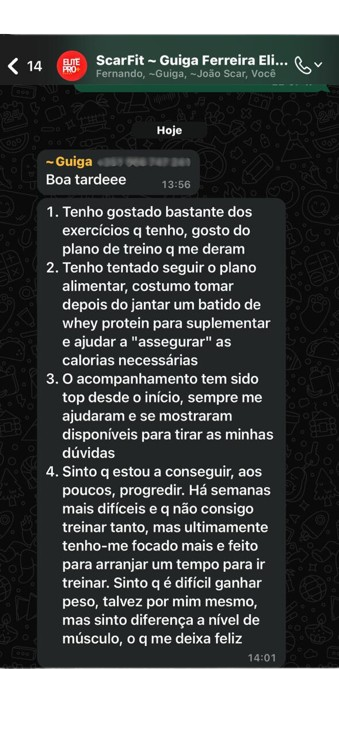 14
ELITE
PRO+
ScarFit ~ Guiga Ferreira Eli...
Fernando, ~Guiga, ~João Scar, Você
Hoje
~Guiga
Boa tardeee
13:56
1. Tenho gostado bastante dos
exercícios q tenho, gosto do
plano de treino q me deram
2. Tenho tentado seguir o plano
alimentar, costumo tomar
depois do jantar um batido de
whey protein para suplementar
e ajudar a "assegurar" as
calorias necessárias
3. O acompanhamento tem sido
top desde o início, sempre me
ajudaram e se mostraram
disponíveis para tirar as minhas
dúvidas
4. Sinto q estou a conseguir, aos
poucos, progredir. Há semanas
mais difíceis e q não consigo
treinar tanto, mas ultimamente
tenho-me focado mais e feito
para arranjar um tempo para ir
treinar. Sinto q é difícil ganhar
peso, talvez por mim mesmo,
mas sinto diferença a nível de
músculo, o q me deixa feliz
14:01